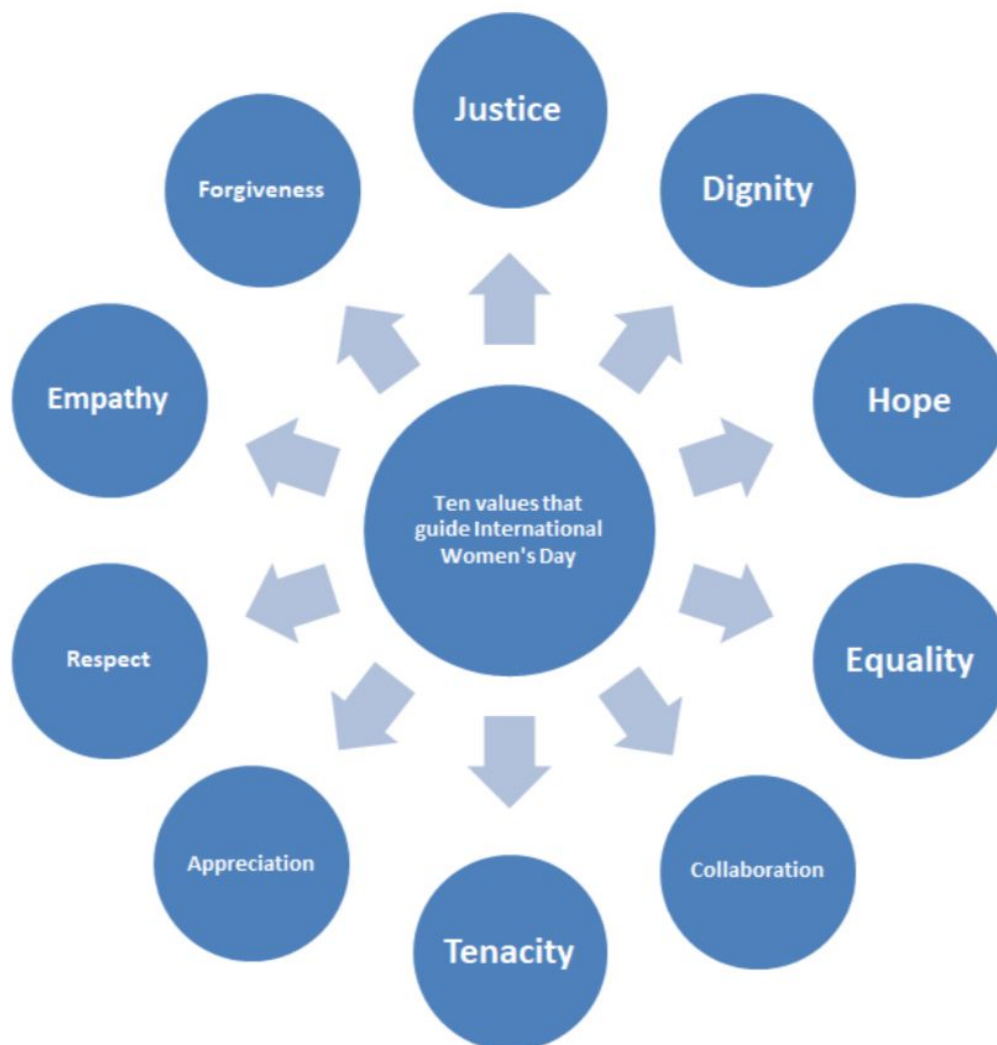 Justice
Dignity
Hope
Equality
Collaboration
Tenacity
Appreciation
Respect
Empathy
Forgiveness
Ten values that
guide International
Women's Day